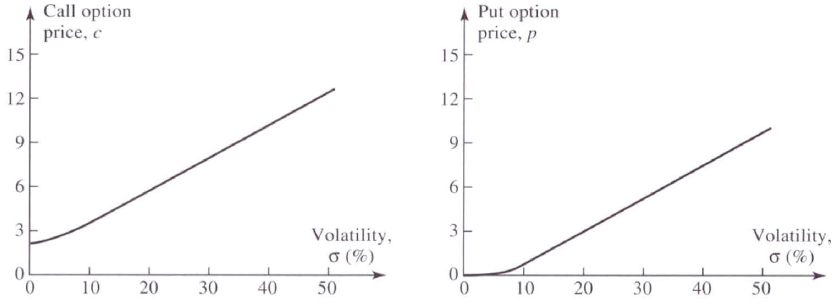 Call option
price, c
15
12
9
6
3
0
0 10 20 30 40 50
Volatility,
σ (%)
Put option
price, p
15
12
9
6
3
0
0 10 20 30 40 50
Volatility,
σ (%)